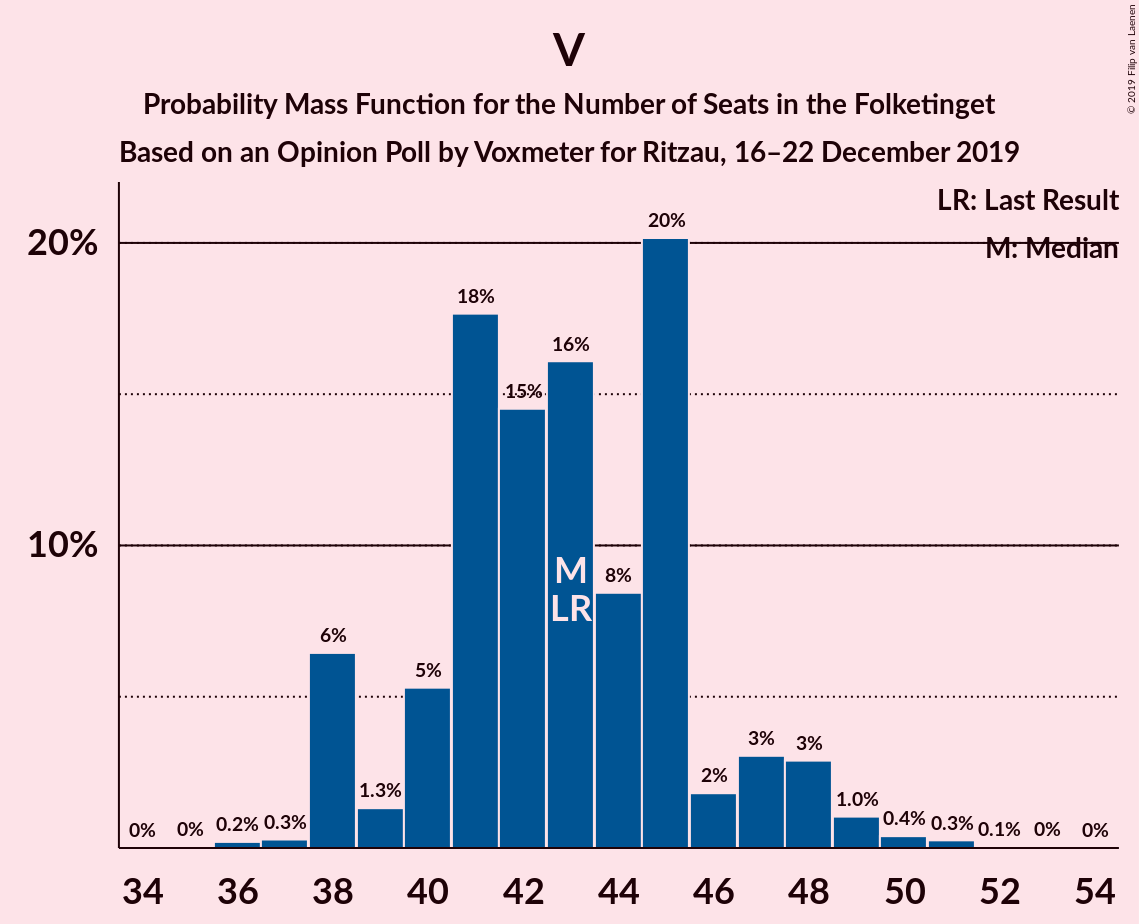 V
Probability Mass Function for the Number of Seats in the Folketinget
Based on an Opinion Poll by Voxmeter for Ritzau, 16–22 December 2019
© 2019 Filip van Laenen
LR: Last Result
M: Median
20%
10%
0%
0%
0.2%
0.3%
6%
1.3%
5%
18%
15%
16%
8%
20%
2%
3%
3%
1.0%
0.4%
0.3%
0.1%
0%
0%
M
LR
34 36 38 40 42 44 46 48 50 52 54